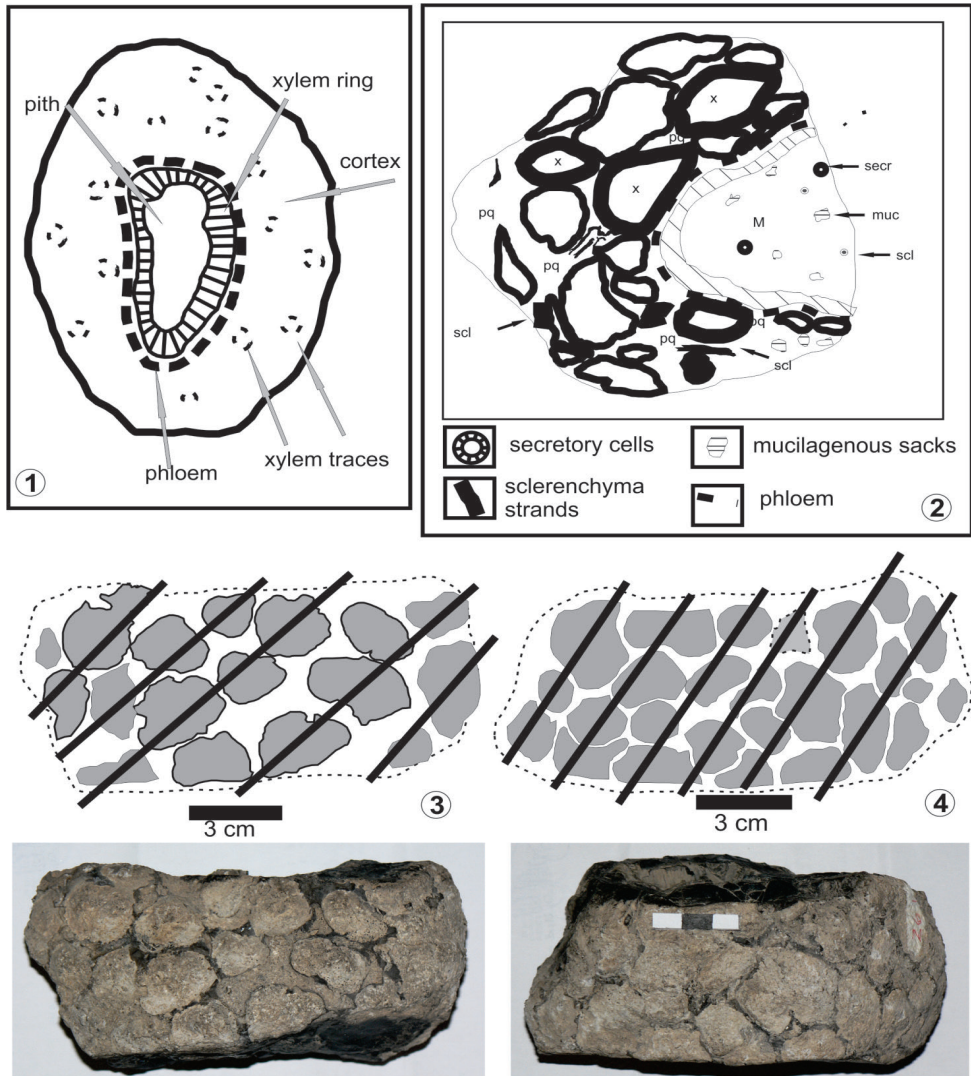 pith
xylem ring
cortex
phloem
xylem traces
1
x
pq
x
x
secr
pq
M
muc
pq
scl
scl
pq
pq
scl
secretory cells
mucilagenous sacks
sclerenchyma
strands
phloem
2
3 cm
3
3 cm
4